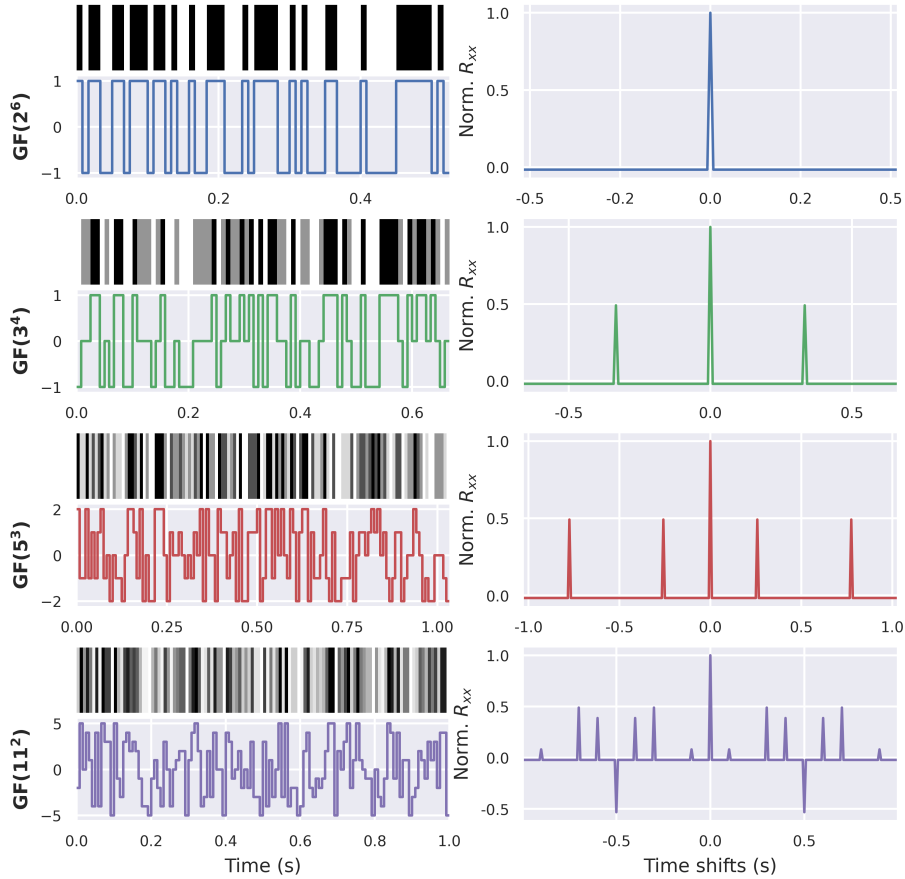 GF(2⁶)
1
0
−1
0.0 0.2 0.4
Norm. Rxx
1.0
0.5
0.0
-0.5 -0.2 0.0 0.2 0.5
GF(3⁴)
1
0
−1
0.0 0.2 0.4 0.6
Norm. Rxx
1.0
0.5
0.0
-0.5 0.0 0.5
GF(5³)
2
0
−2
0.00 0.25 0.50 0.75 1.00
Norm. Rxx
1.0
0.5
0.0
-1.0 -0.5 0.0 0.5 1.0
GF(11²)
5
0
−5
0.0 0.2 0.4 0.6 0.8 1.0
Time (s)
Norm. Rxx
1.0
0.5
0.0
-0.5
-0.5 0.0 0.5
Time shifts (s)